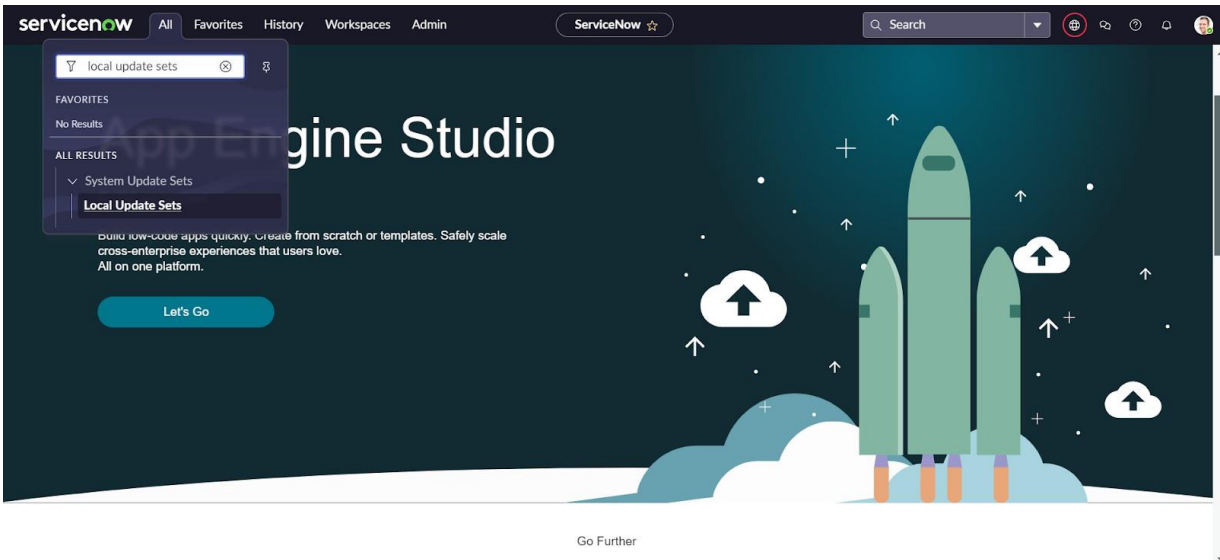 servicenow All Favorites History Workspaces Admin ServiceNow Search
local update sets
FAVORITES
No Results
App Engine Studio
ALL RESULTS
System Update Sets
Local Update Sets
Build low-code apps quickly. Create from scratch or templates. Safely scale
cross-enterprise experiences that users love.
All on one platform.
Let's Go
Go Further